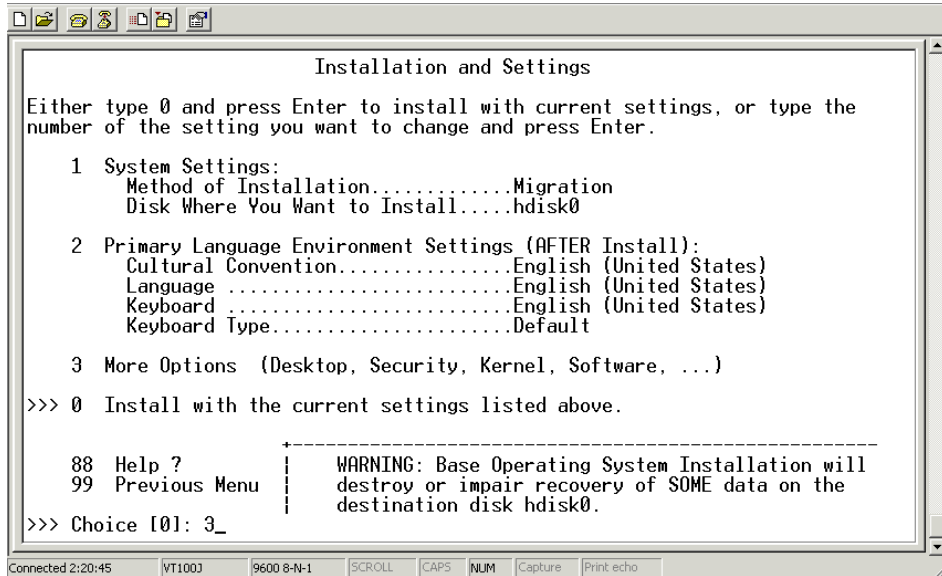 Installation and Settings
Either type 0 and press Enter to install with current settings, or type the
number of the setting you want to change and press Enter.
1 System Settings:
Method of Installation.............Migration
Disk Where You Want to Install.....hdisk0
2 Primary Language Environment Settings (AFTER Install):
Cultural Convention................English (United States)
Language ..........................English (United States)
Keyboard ..........................English (United States)
Keyboard Type......................Default
3 More Options (Desktop, Security, Kernel, Software, ...)
>>> 0 Install with the current settings listed above.
88 Help ?
99 Previous Menu
WARNING: Base Operating System Installation will
destroy or impair recovery of SOME data on the
destination disk hdisk0.
>>> Choice [0]: 3_
Connected 2:20:45 VT100J 9600 8-N-1 SCROLL CAPS NUM Capture Print echo